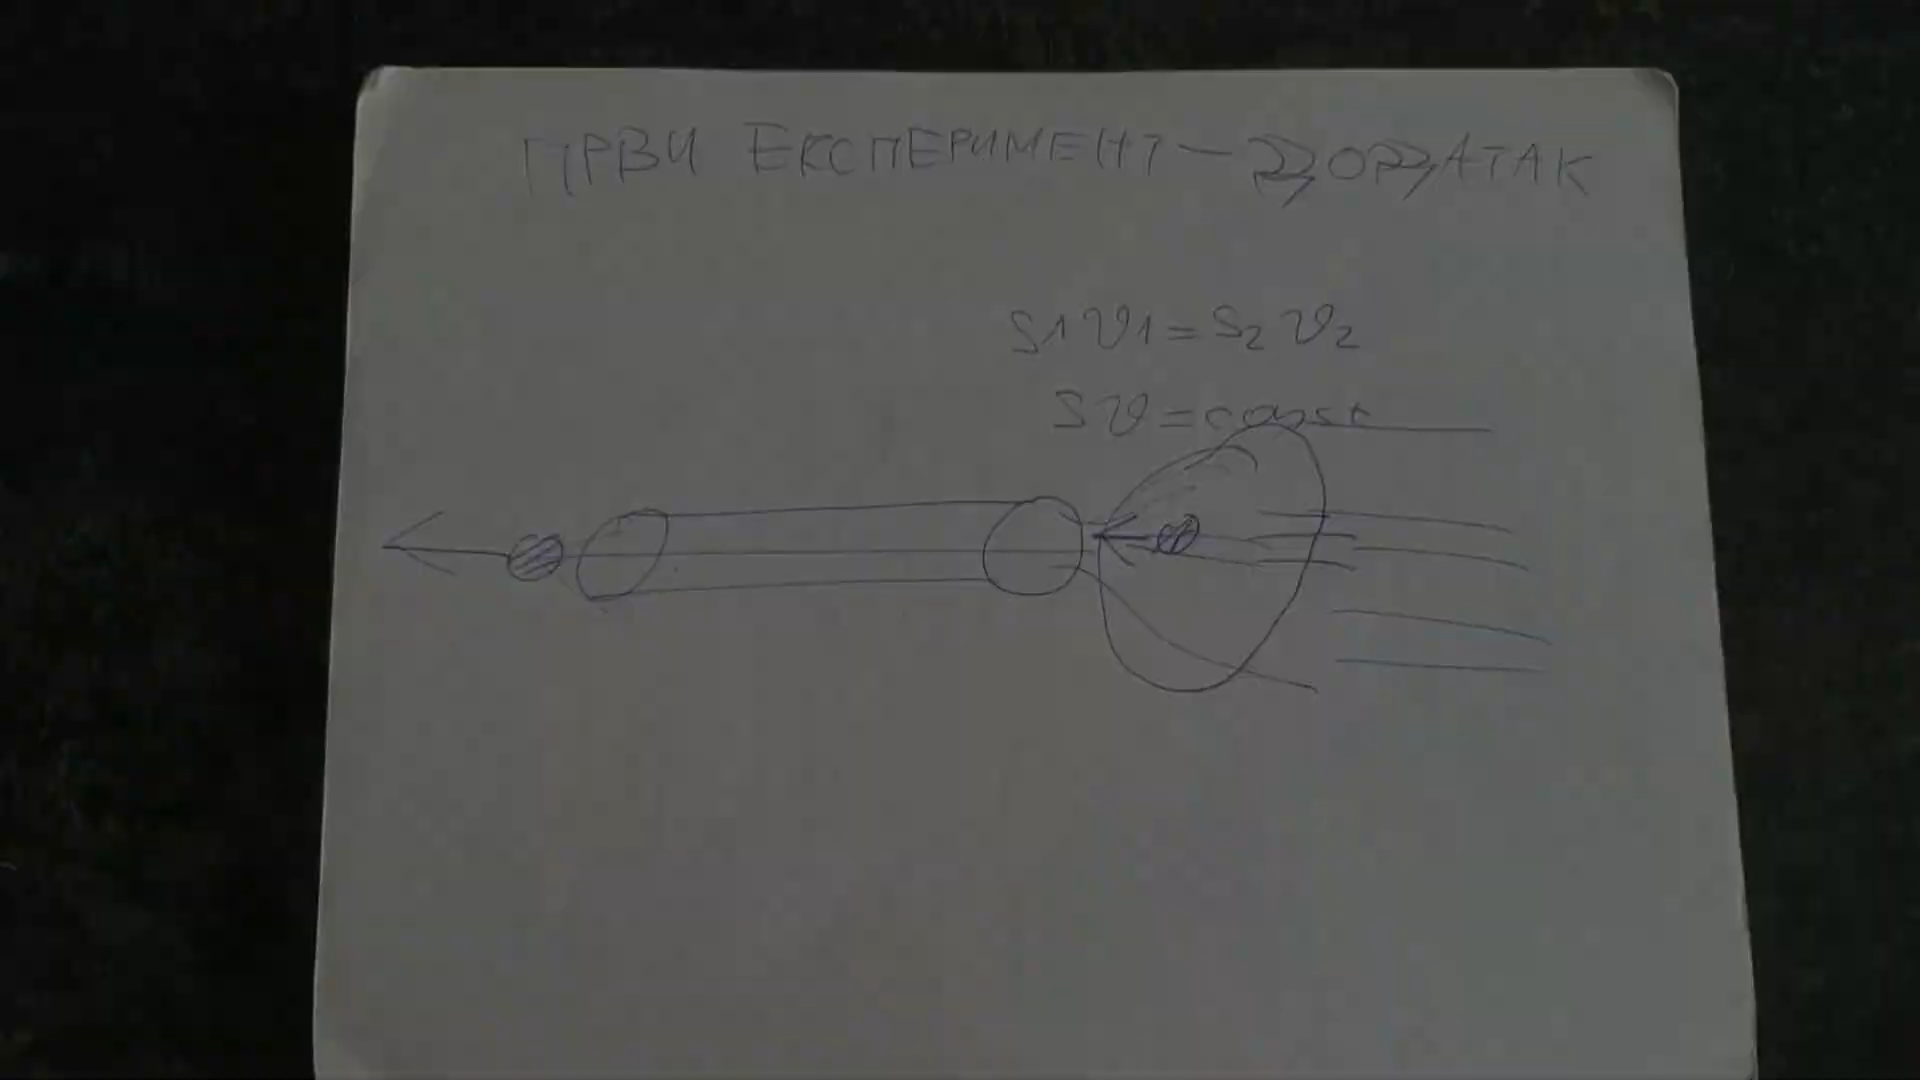 ПРВИ ЕКСПЕРИМЕНТ - ДОДАТАК
S1 v1 = S2 v2
S v = const